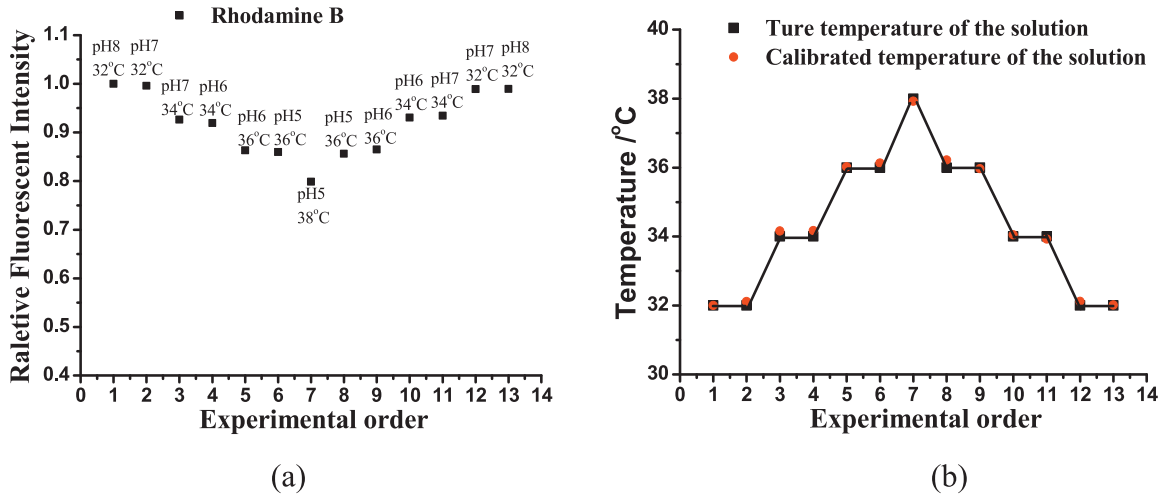 Rhodamine B
Raletive Fluorescent Intensity
1.1
1.0
0.9
0.8
0.7
0.6
0.5
0.4
pH8
32°C
pH7
32°C
pH7
34°C
pH6
34°C
pH6
36°C
pH5
36°C
pH5
38°C
pH5
36°C
pH6
36°C
pH6
34°C
pH7
34°C
pH7
32°C
pH8
32°C
0 1 2 3 4 5 6 7 8 9 10 11 12 13 14
Experimental order
(a)
Ture temperature of the solution
Calibrated temperature of the solution
Temperature /°C
40
38
36
34
32
30
0 1 2 3 4 5 6 7 8 9 10 11 12 13 14
Experimental order
(b)